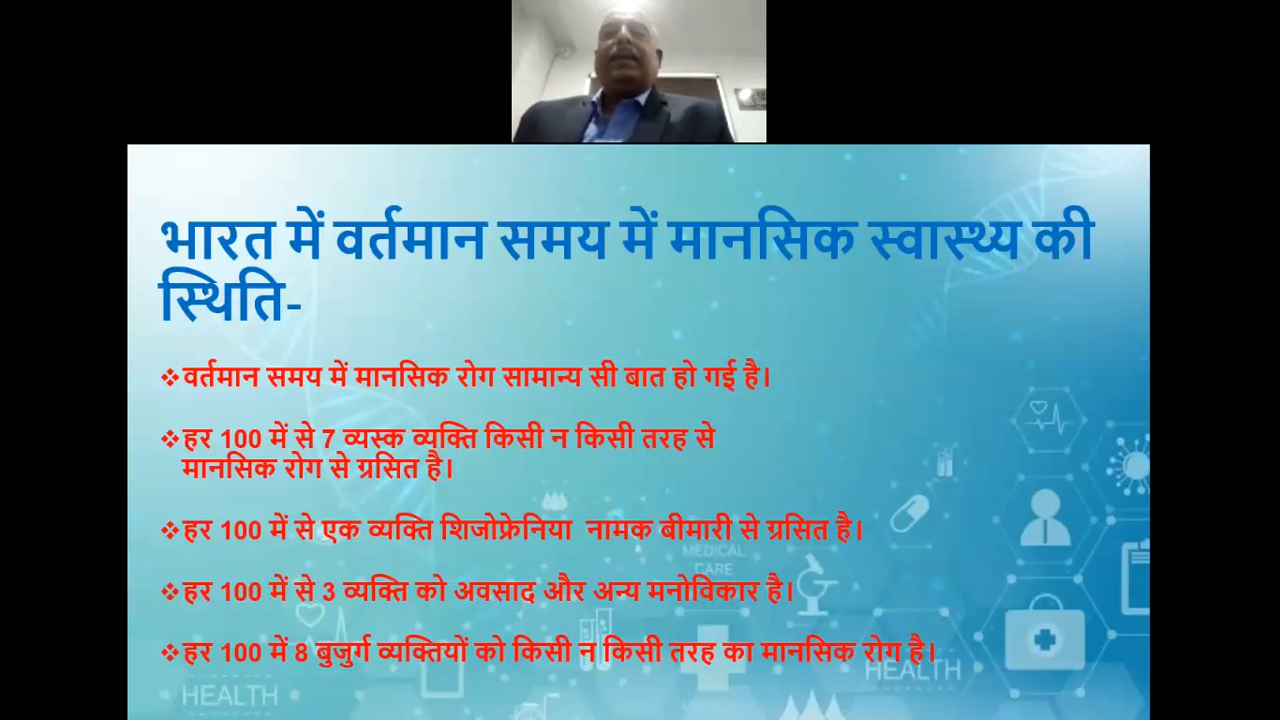 भारत में वर्तमान समय में मानसिक स्वास्थ्य की
स्थिति-
❖वर्तमान समय में मानसिक रोग सामान्य सी बात हो गई है।
❖हर 100 में से 7 व्यस्क व्यक्ति किसी न किसी तरह से
मानसिक रोग से ग्रसित है।
❖हर 100 में से एक व्यक्ति शिजोफ्रेनिया नामक बीमारी से ग्रसित है।
MEDICAL
CARE
❖हर 100 में से 3 व्यक्ति को अवसाद और अन्य मनोविकार है।
❖हर 100 में 8 बुजुर्ग व्यक्तियों को किसी न किसी तरह का मानसिक रोग है।
HEALTH
HEALTH